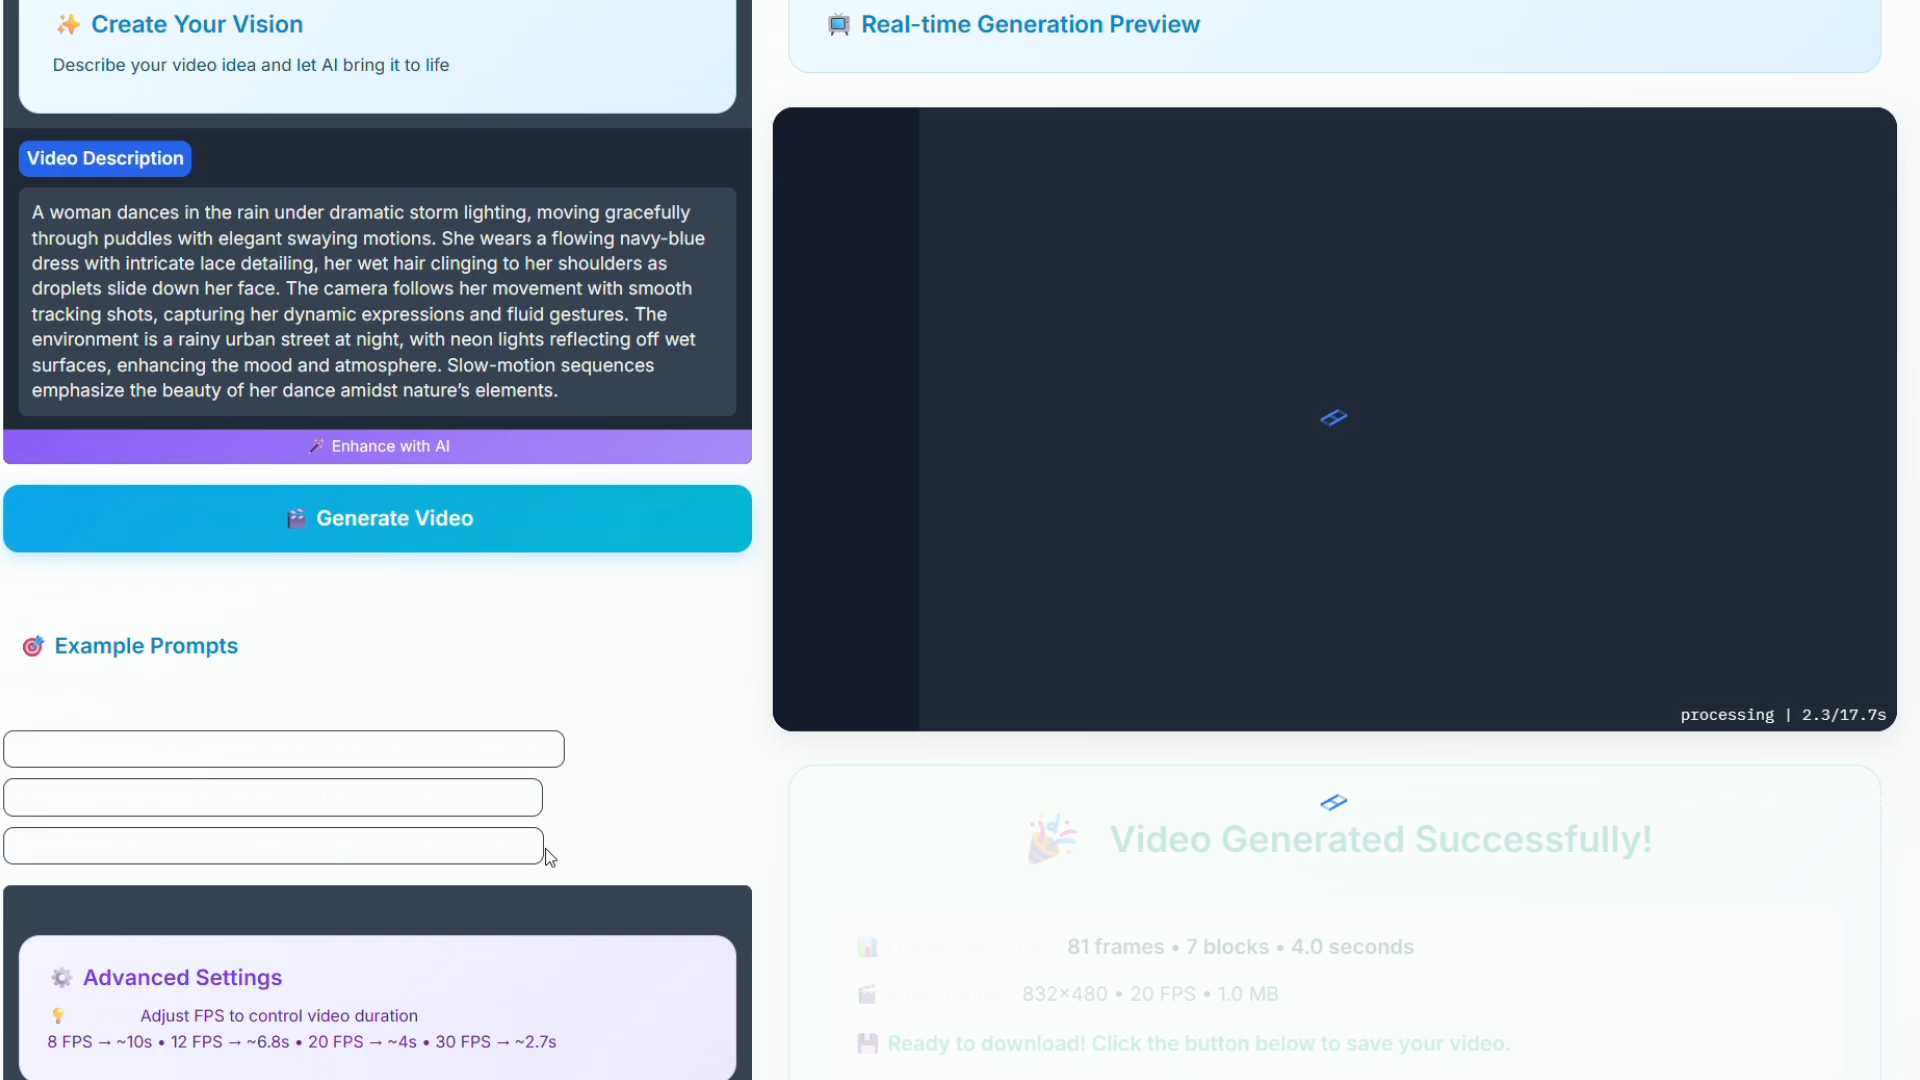 Create Your Vision
Describe your video idea and let AI bring it to life
Video Description
A woman dances in the rain under dramatic storm lighting, moving gracefully
through puddles with elegant swaying motions. She wears a flowing navy-blue
dress with intricate lace detailing, her wet hair clinging to her shoulders as
droplets slide down her face. The camera follows her movement with smooth
tracking shots, capturing her dynamic expressions and fluid gestures. The
environment is a rainy urban street at night, with neon lights reflecting off wet
surfaces, enhancing the mood and atmosphere. Slow-motion sequences
emphasize the beauty of her dance amidst nature’s elements.
Enhance with AI
Generate Video
Example Prompts
Advanced Settings
Adjust FPS to control video duration
8 FPS → ~10s • 12 FPS → ~6.8s • 20 FPS → ~4s • 30 FPS → ~2.7s
Real-time Generation Preview
processing | 2.3/17.7s
Video Generated Successfully!
81 frames • 7 blocks • 4.0 seconds
832×480 • 20 FPS • 1.0 MB
Ready to download! Click the button below to save your video.